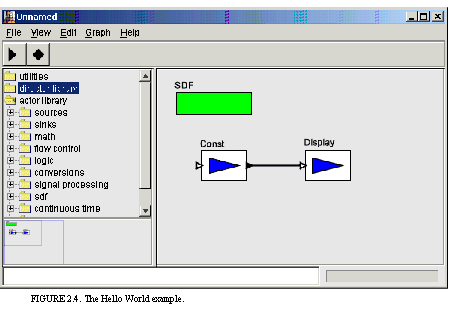 Unnamed
File View Edit Graph Help
utilities
director library
actor library
sources
sinks
math
flow control
logic
conversions
signal processing
sdf
continuous time
SDF
Const
Display
FIGURE 2.4. The Hello World example.